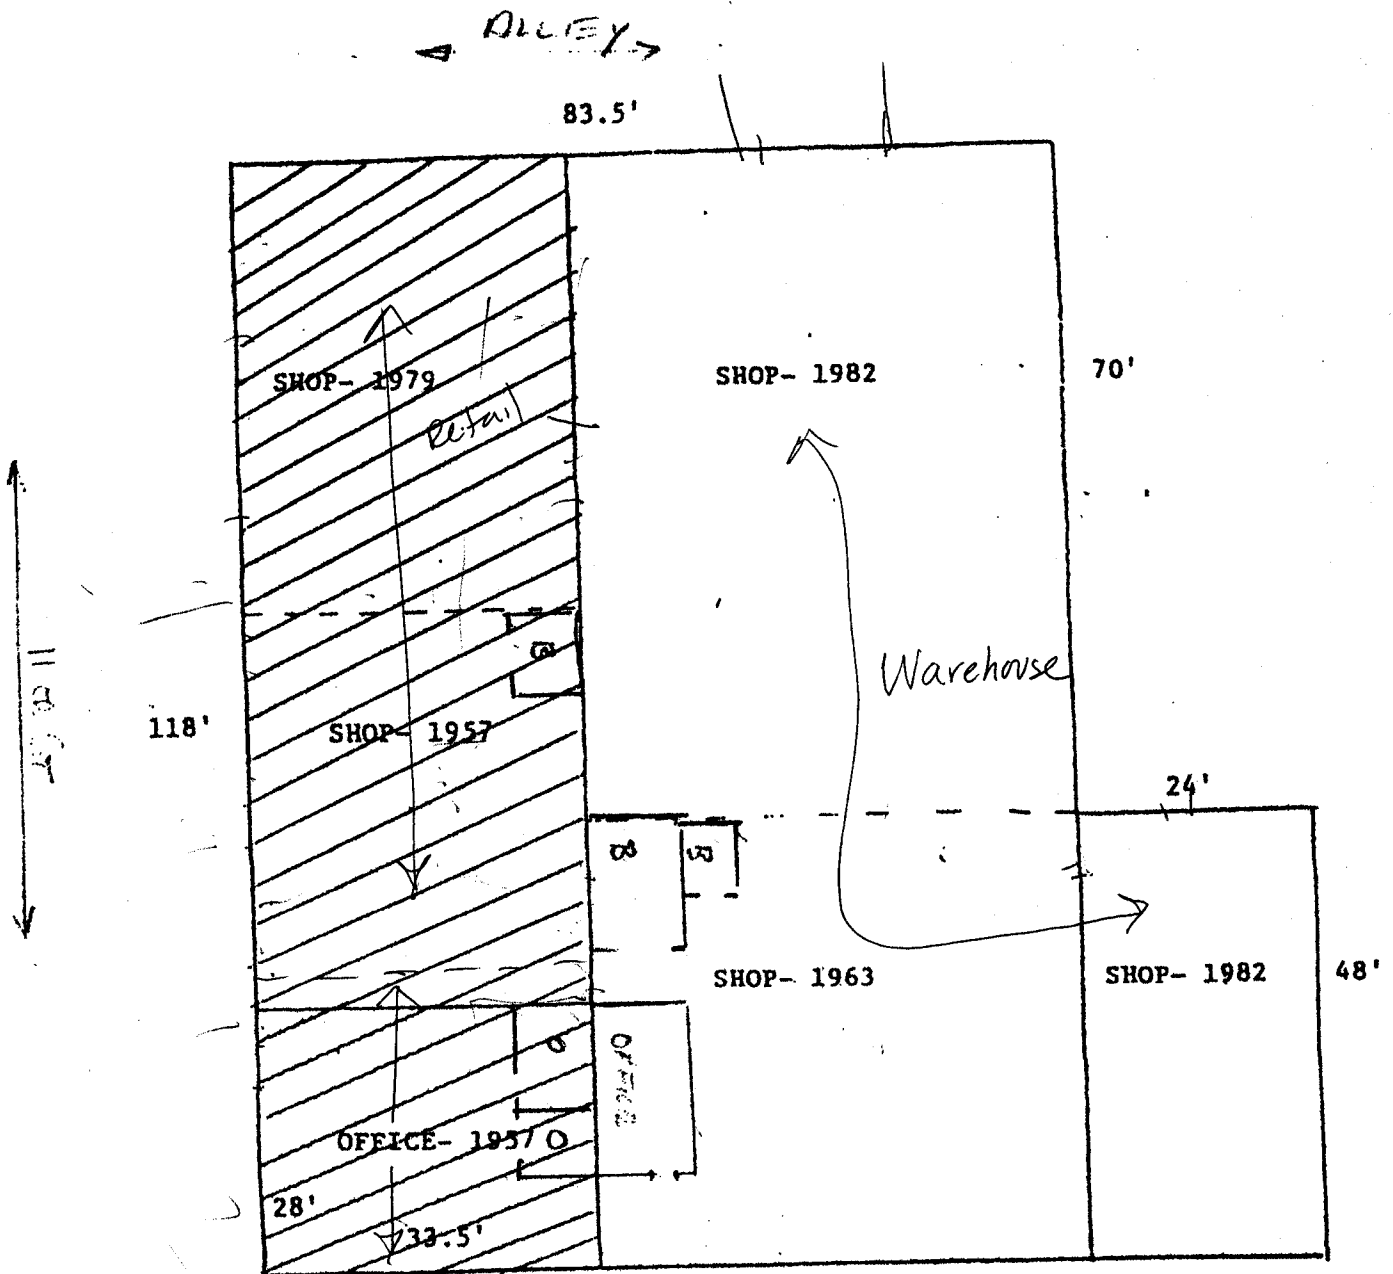 ALLEY
83.5'
SHOP- 1979
SHOP- 1982
70'
Retail
B
Warehouse
118'
SHOP- 1957
24'
B
B
SHOP- 1963
SHOP- 1982
48'
O
OFFICE
OFFICE- 1957
O
28'
33.5'